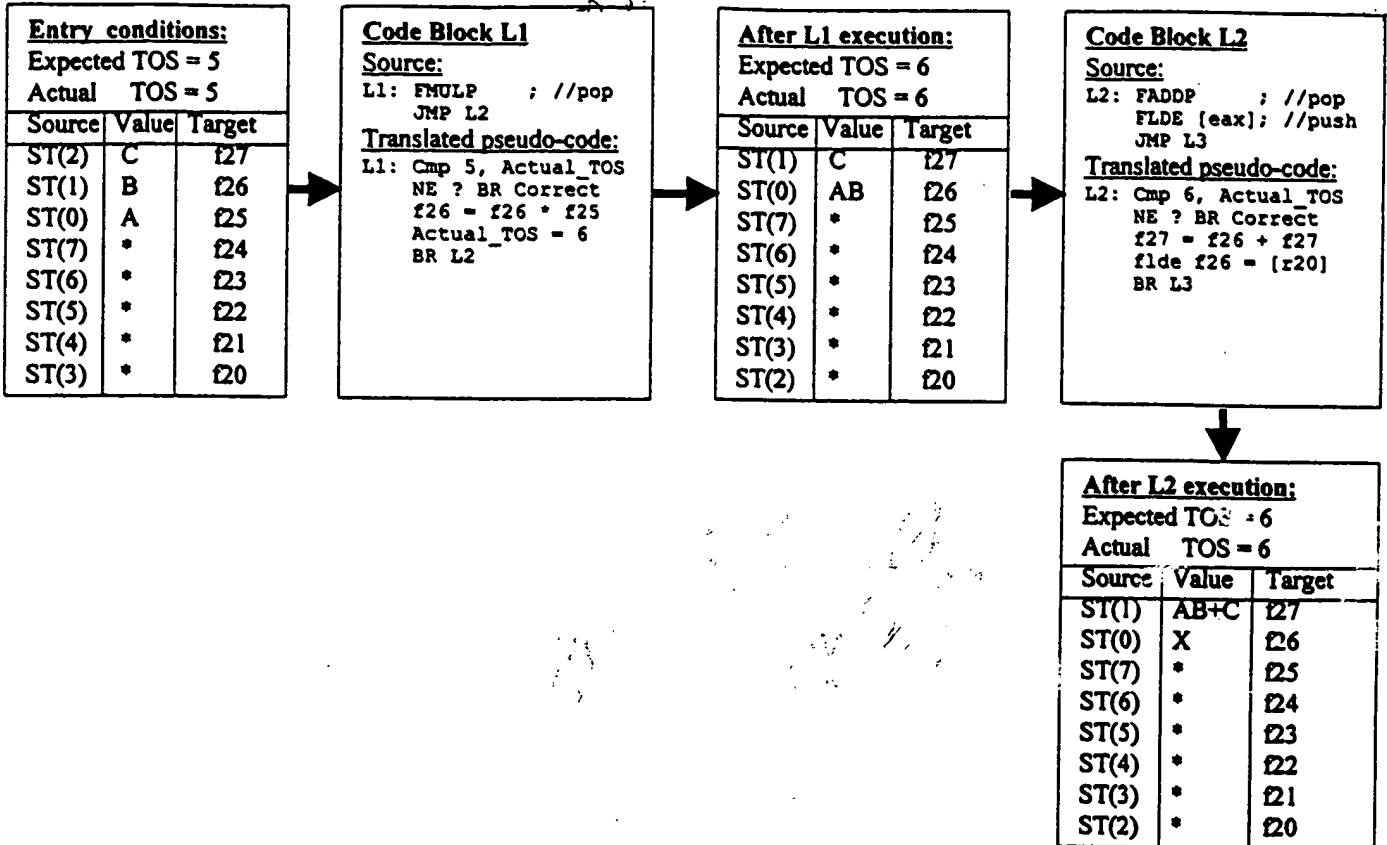 Entry conditions:
Expected TOS = 5
Actual TOS = 5
Source Value Target
ST(2) C f27
ST(1) B f26
ST(0) A f25
ST(7) * f24
ST(6) * f23
ST(5) * f22
ST(4) * f21
ST(3) * f20
Code Block L1
Source:
L1: FMULP ; //pop
JMP L2
Translated pseudo-code:
L1: Cmp 5, Actual_TOS
NE ? BR Correct
f26 = f26 * f25
Actual_TOS = 6
BR L2
After L1 execution:
Expected TOS = 6
Actual TOS = 6
Source Value Target
ST(1) C f27
ST(0) AB f26
ST(7) * f25
ST(6) * f24
ST(5) * f23
ST(4) * f22
ST(3) * f21
ST(2) * f20
Code Block L2
Source:
L2: FADDP ; //pop
FLDE [eax]; //push
JMP L3
Translated pseudo-code:
L2: Cmp 6, Actual_TOS
NE ? BR Correct
f27 = f26 + f27
flde f26 = [r20]
BR L3
After L2 execution:
Expected TOS = 6
Actual TOS = 6
Source Value Target
ST(1) AB+C f27
ST(0) X f26
ST(7) * f25
ST(6) * f24
ST(5) * f23
ST(4) * f22
ST(3) * f21
ST(2) * f20